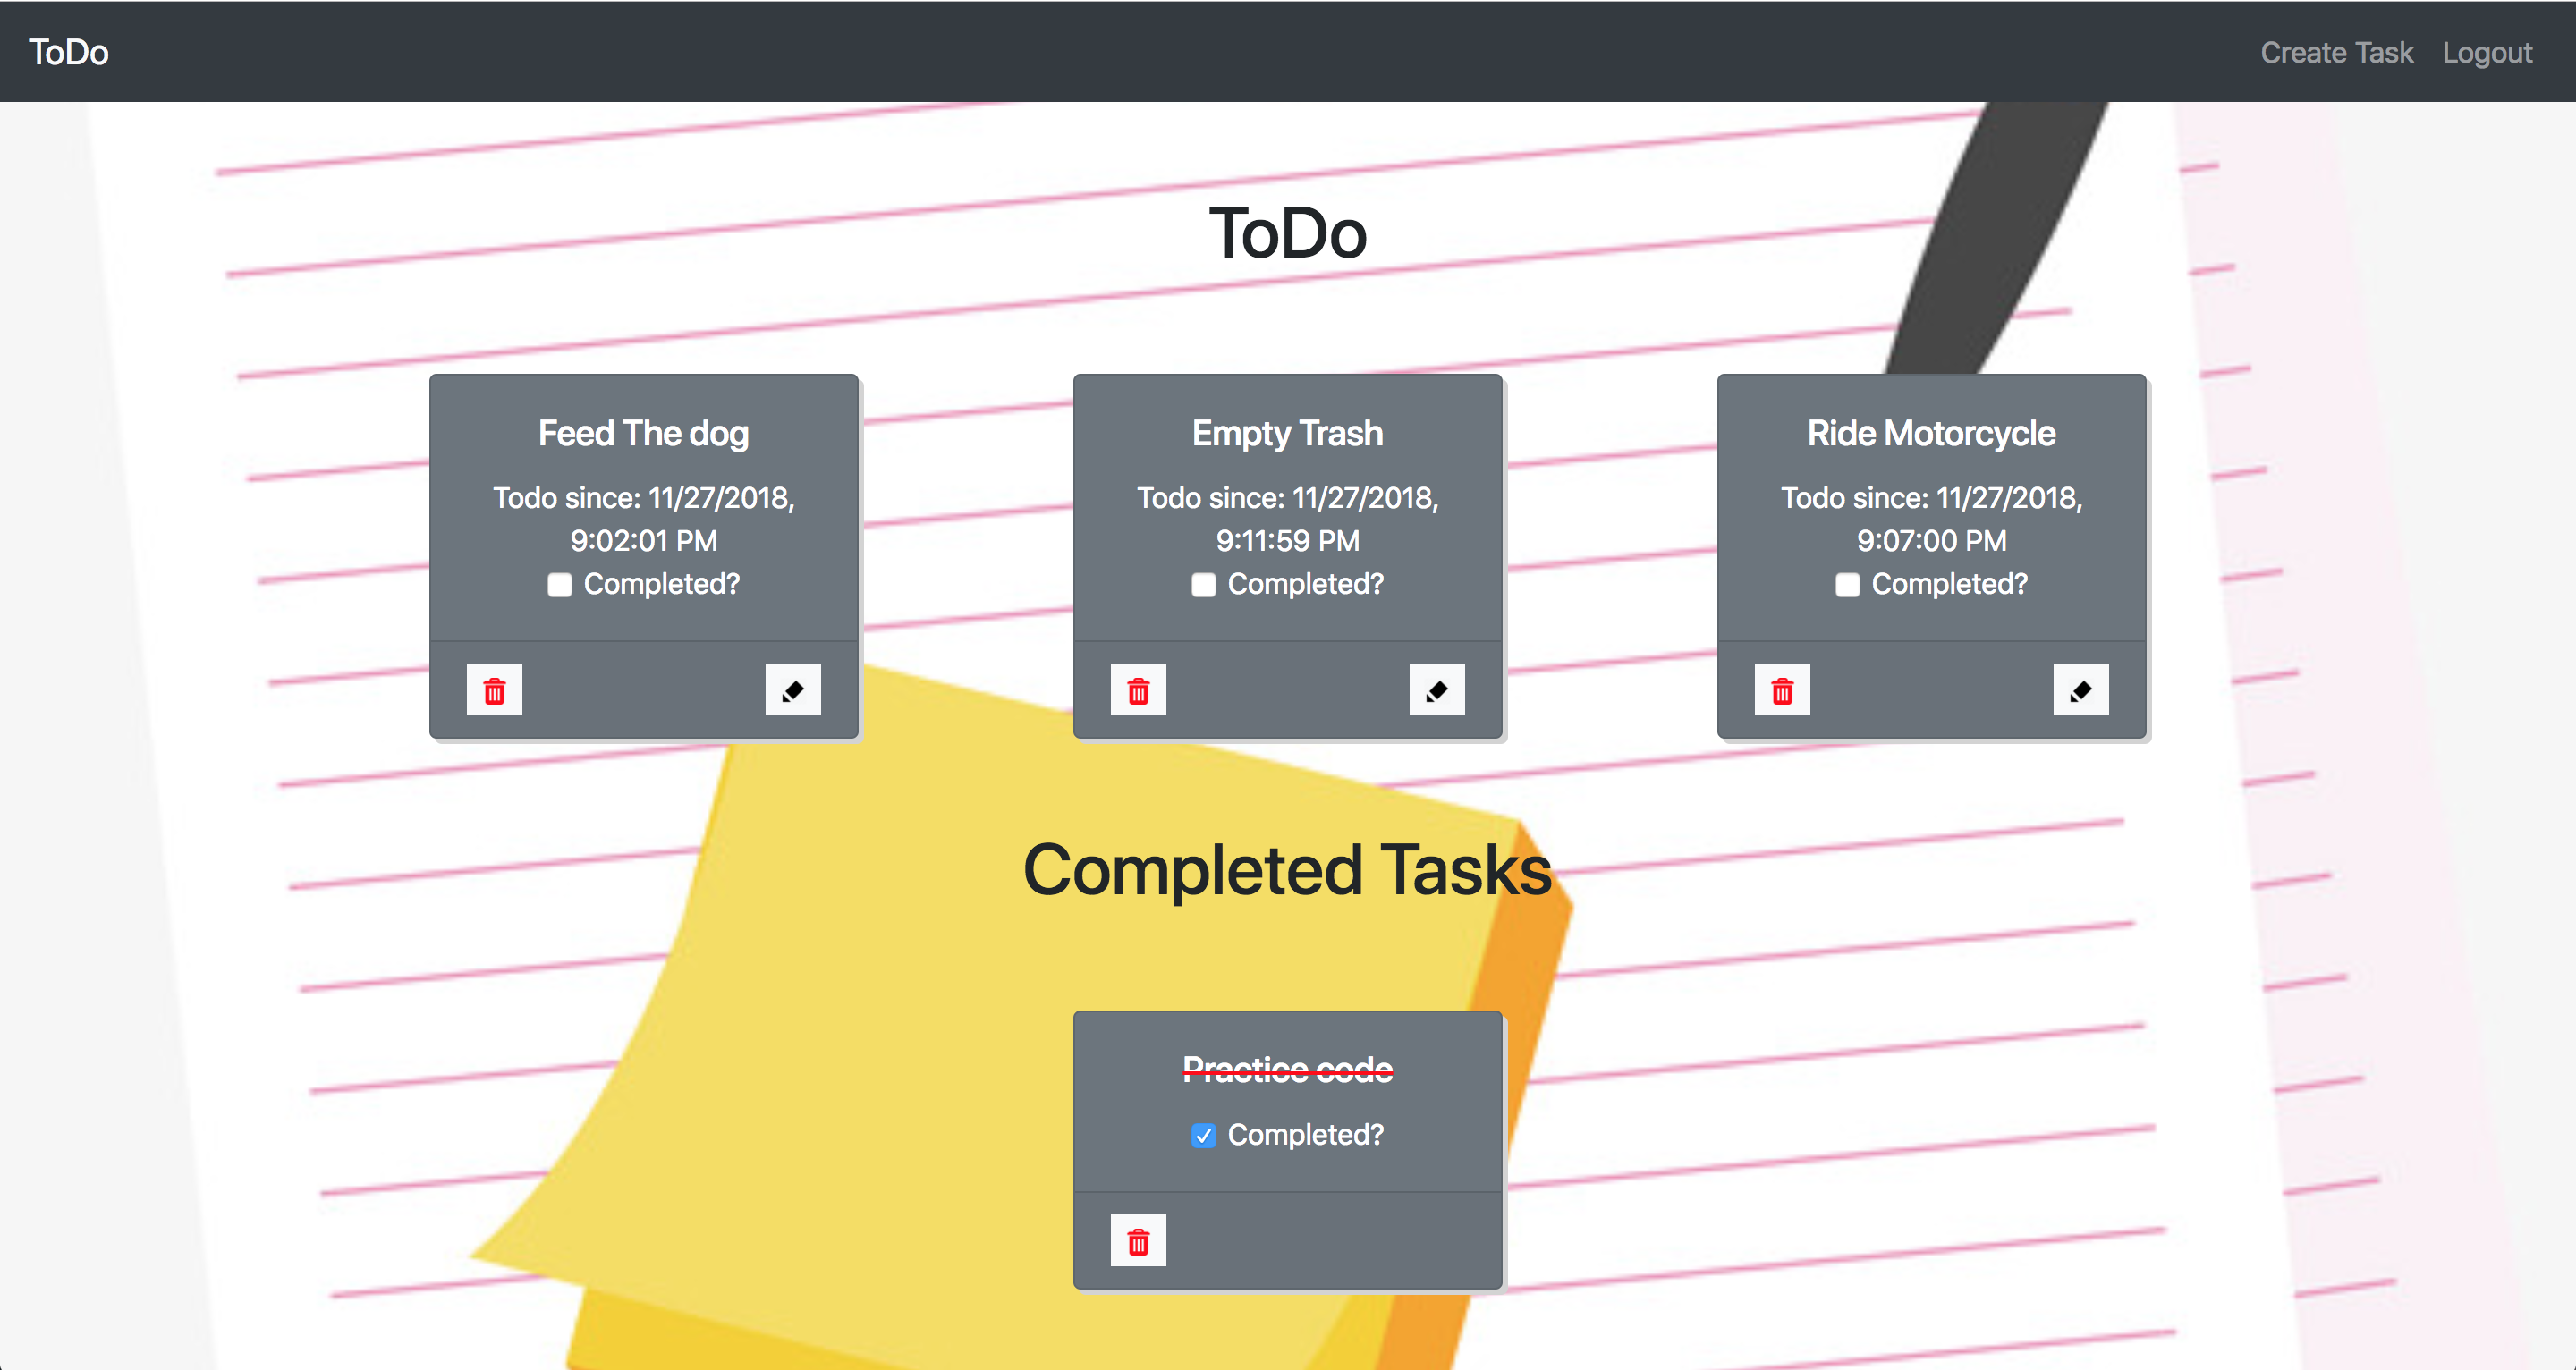 ToDo
Create Task
Logout
ToDo
Feed The dog
Todo since: 11/27/2018,
9:02:01 PM
Completed?
Empty Trash
Todo since: 11/27/2018,
9:11:59 PM
Completed?
Ride Motorcycle
Todo since: 11/27/2018,
9:07:00 PM
Completed?
Completed Tasks
Practice code
Completed?